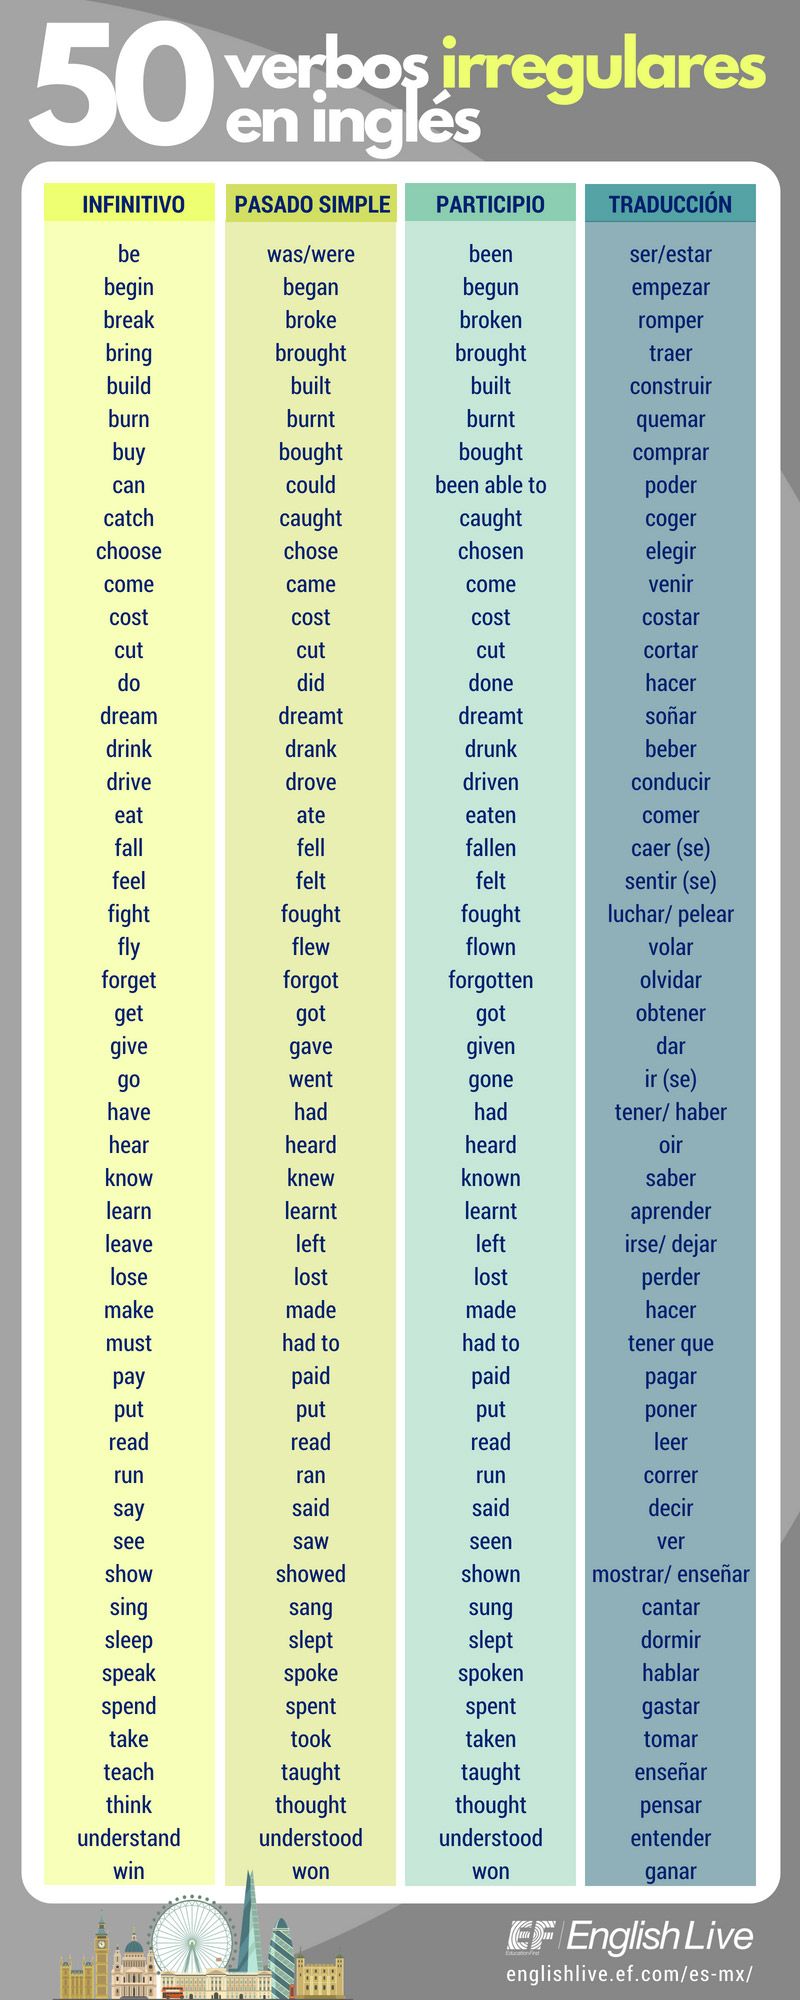 50 verbos irregulares
en inglés
INFINITIVO PASADO SIMPLE PARTICIPIO TRADUCCIÓN
be was/were been ser/estar
begin began begun empezar
break broke broken romper
bring brought brought traer
build built built construir
burn burnt burnt quemar
buy bought bought comprar
can could been able to poder
catch caught caught coger
choose chose chosen elegir
come came come venir
cost cost cost costar
cut cut cut cortar
do did done hacer
dream dreamt dreamt soñar
drink drank drunk beber
drive drove driven conducir
eat ate eaten comer
fall fell fallen caer (se)
feel felt felt sentir (se)
fight fought fought luchar/ pelear
fly flew flown volar
forget forgot forgotten olvidar
get got got obtener
give gave given dar
go went gone ir (se)
have had had tener/ haber
hear heard heard oir
know knew known saber
learn learnt learnt aprender
leave left left irse/ dejar
lose lost lost perder
make made made hacer
must had to had to tener que
pay paid paid pagar
put put put poner
read read read leer
run ran run correr
say said said decir
see saw seen ver
show showed shown mostrar/ enseñar
sing sang sung cantar
sleep slept slept dormir
speak spoke spoken hablar
spend spent spent gastar
take took taken tomar
teach taught taught enseñar
think thought thought pensar
understand understood understood entender
win won won ganar
EF English Live
Education First
englishlive.ef.com/es-mx/